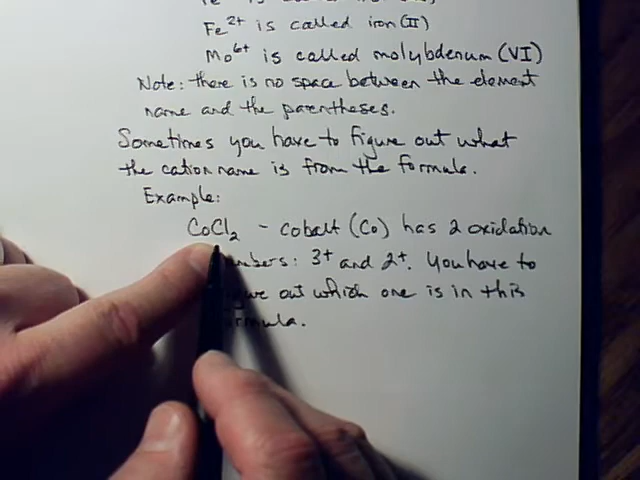 Fe²⁺ is called iron(II)
Mo⁶⁺ is called molybdenum(VI)
Note: there is no space between the element
name and the parentheses.
Sometimes you have to figure out what
the cation name is from the formula.
Example:
CoCl₂ - cobalt (Co) has 2 oxidation
: 3⁺ and 2⁺. You have to
out which one is in this